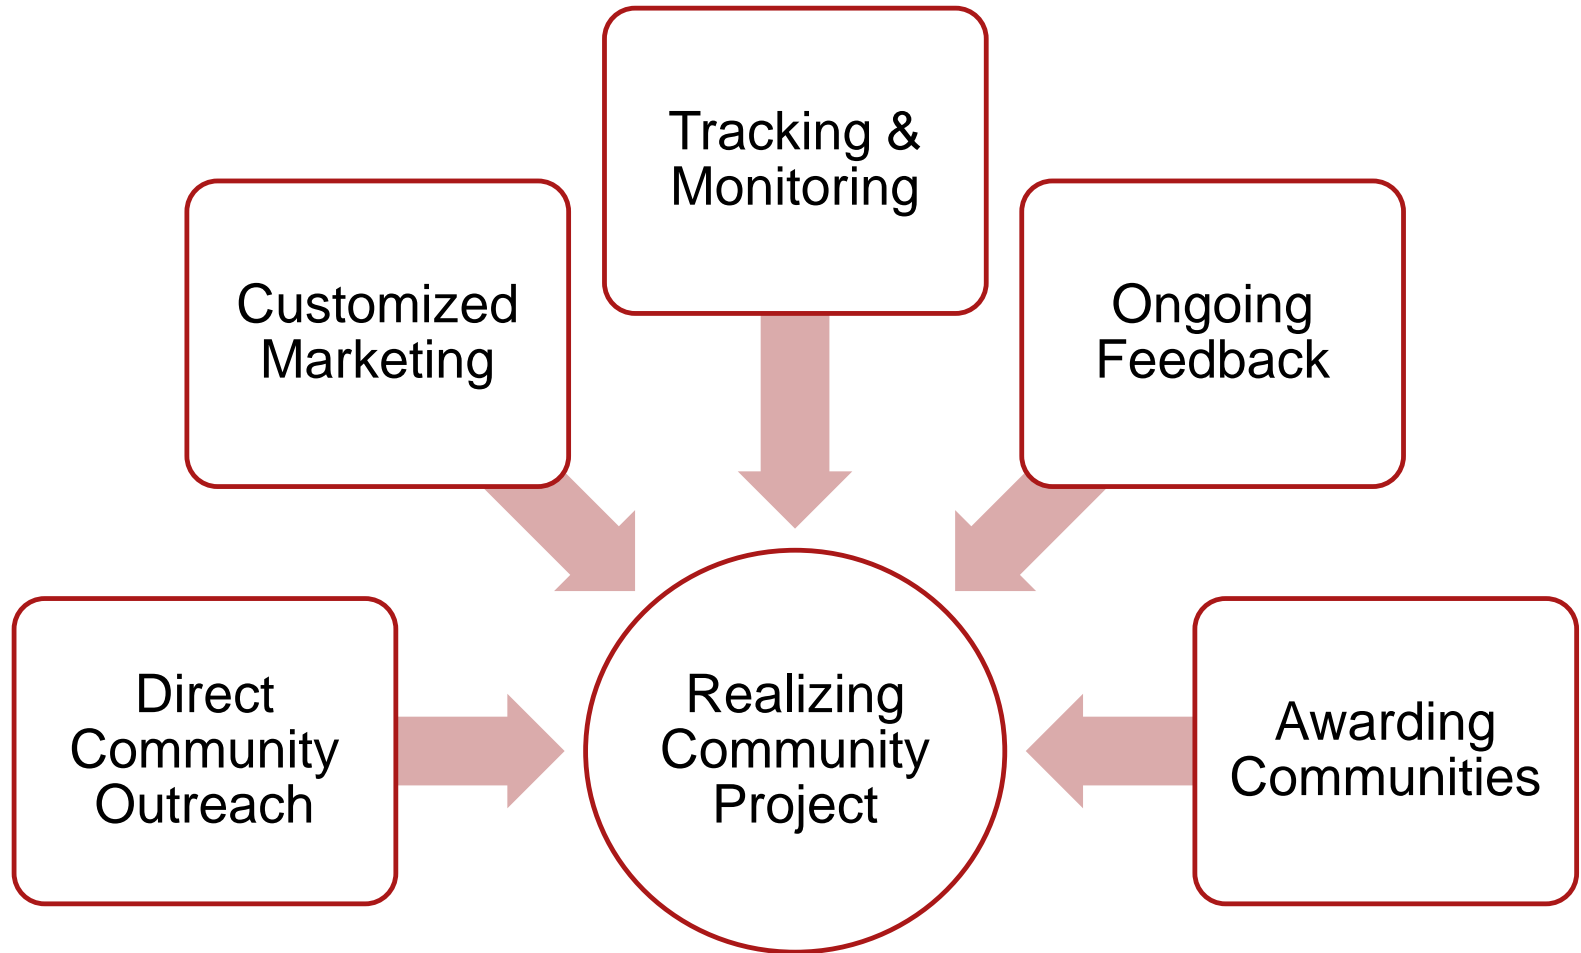 Tracking &
Monitoring
Customized
Marketing
Ongoing
Feedback
Direct
Community
Outreach
Realizing
Community
Project
Awarding
Communities